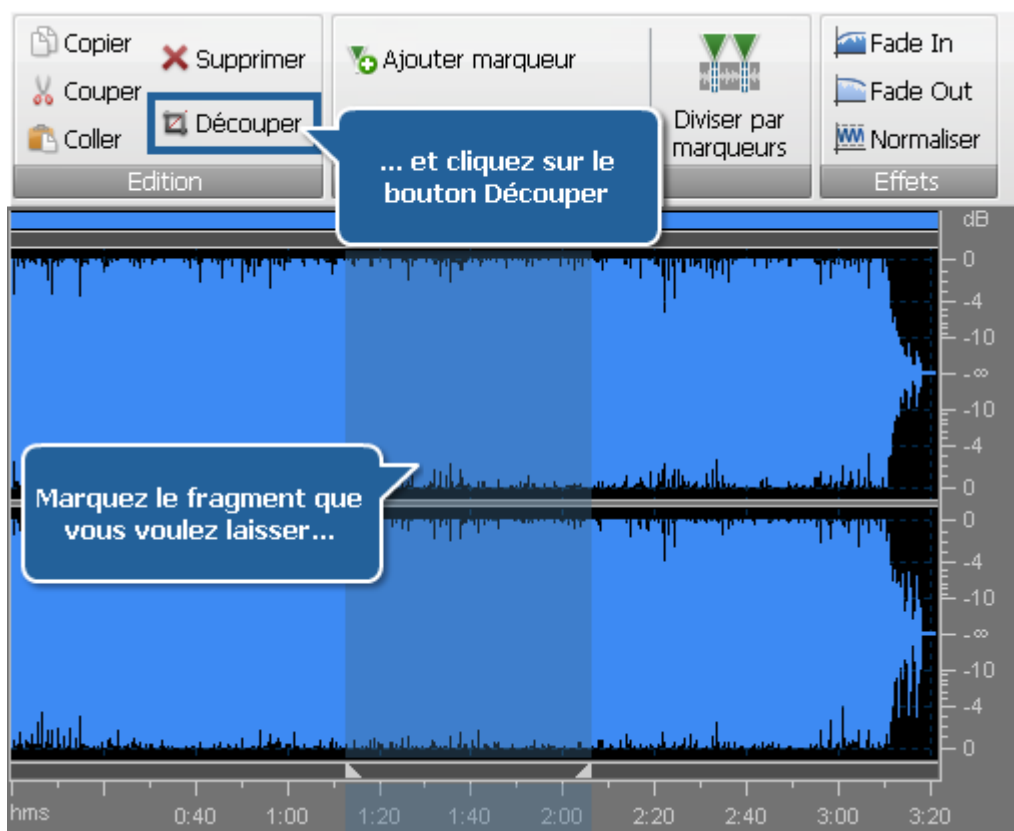 Copier
Supprimer
Couper
Découper
Coller
Edition
Ajouter marqueur
Diviser par
marqueurs
Fade In
Fade Out
Normaliser
Effets
... et cliquez sur le
bouton Découper
Marquez le fragment que
vous voulez laisser...
dB
0
-4
-10
-∞
-10
-4
0
0
-4
-10
-∞
-10
-4
0
hms 0:40 1:00 1:20 1:40 2:00 2:20 2:40 3:00 3:20